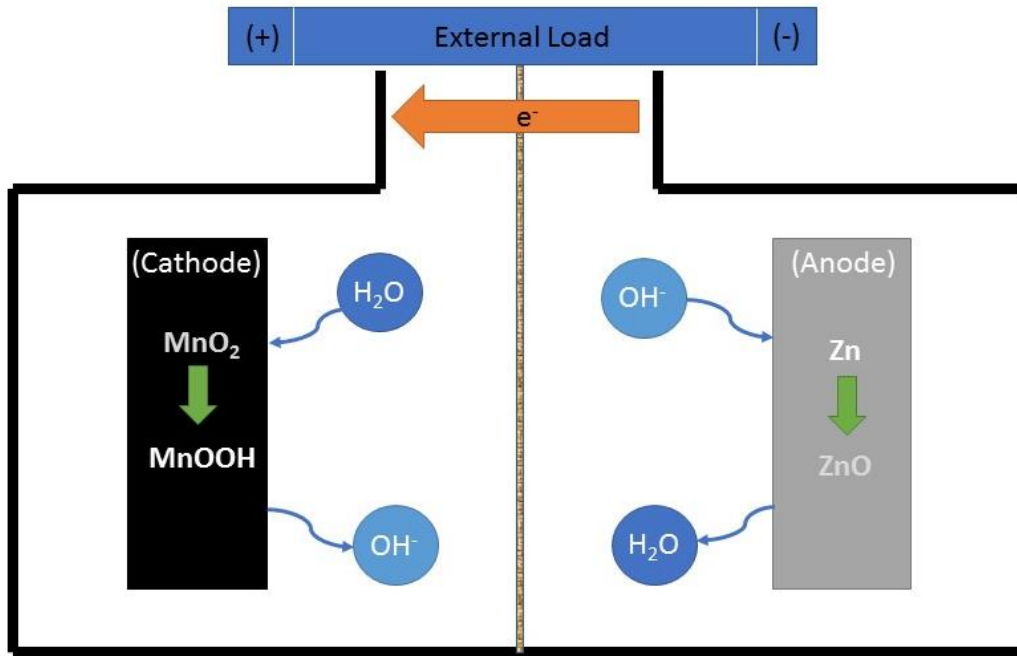 (+) External Load (-)
e⁻
(Cathode)
H₂O
OH⁻
(Anode)
MnO₂
Zn
MnOOH
ZnO
OH⁻
H₂O